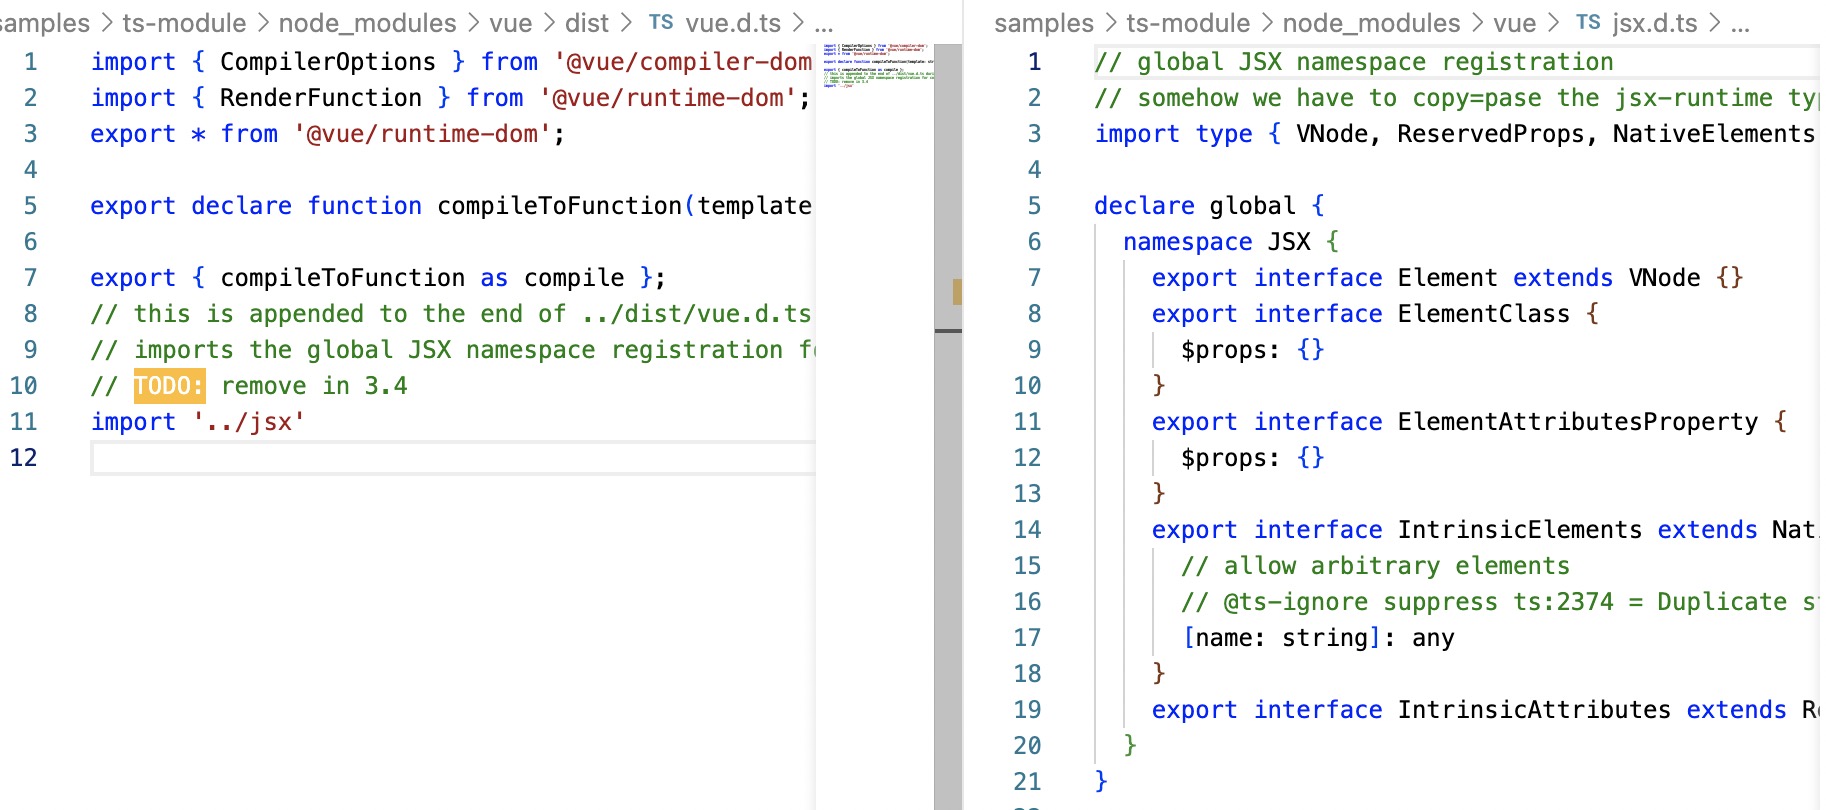 samples > ts-module > node_modules > vue > dist > TS vue.d.ts > ...
1 import { CompilerOptions } from '@vue/compiler-dom
2 import { RenderFunction } from '@vue/runtime-dom';
3 export * from '@vue/runtime-dom';
4
5 export declare function compileToFunction(template
6
7 export { compileToFunction as compile };
8 // this is appended to the end of ../dist/vue.d.ts
9 // imports the global JSX namespace registration fo
10 // TODO: remove in 3.4
11 import '../jsx'
12
samples > ts-module > node_modules > vue > TS jsx.d.ts > ...
1 // global JSX namespace registration
2 // somehow we have to copy=pase the jsx-runtime typ
3 import type { VNode, ReservedProps, NativeElements
4
5 declare global {
6 namespace JSX {
7 export interface Element extends VNode {}
8 export interface ElementClass {
9 $props: {}
10 }
11 export interface ElementAttributesProperty {
12 $props: {}
13 }
14 export interface IntrinsicElements extends Nat
15 // allow arbitrary elements
16 // @ts-ignore suppress ts:2374 = Duplicate st
17 [name: string]: any
18 }
19 export interface IntrinsicAttributes extends Re
20 }
21 }